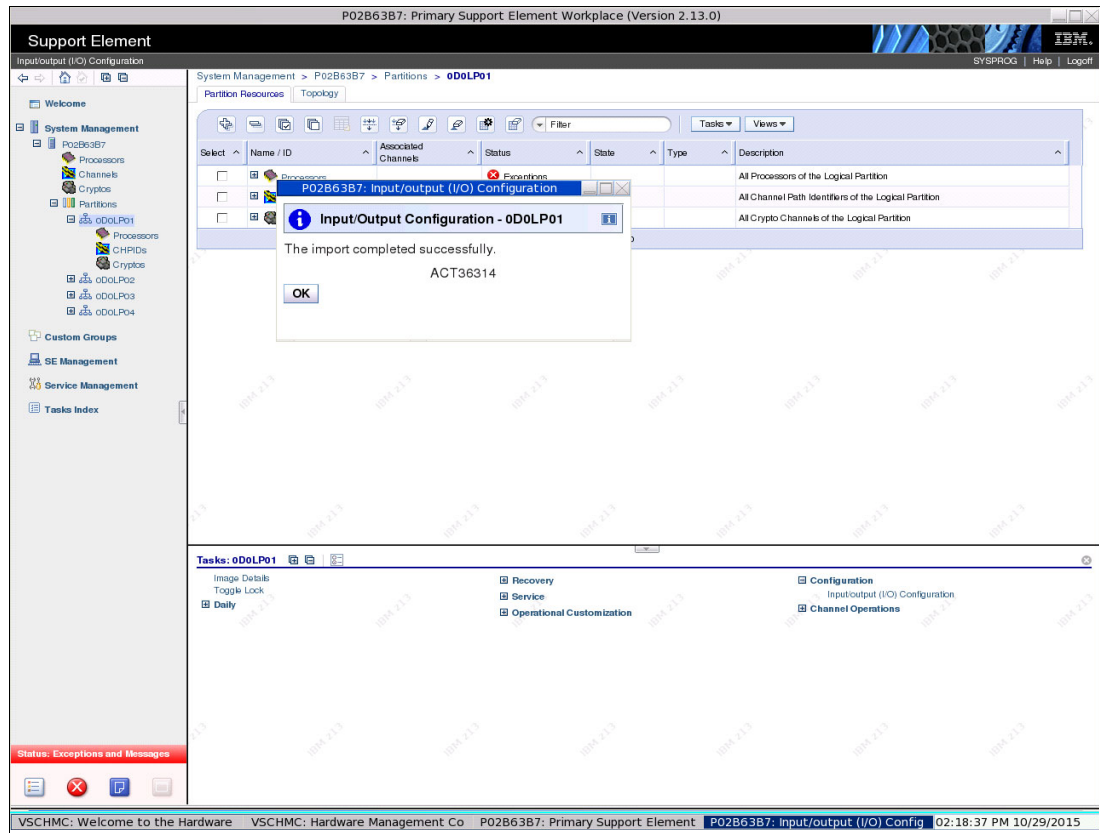 P02B63B7: Primary Support Element Workplace (Version 2.13.0)
Support Element
IBM.
Input/output (I/O) Configuration
SYSPROG | Help | Logoff
System Management > P02B63B7 > Partitions > 0D0LP01
Partition Resources Topology
Welcome
System Management
P02B63B7
Processors
Channels
Cryptos
Partitions
0D0LP01
Processors
CHPIDs
Cryptos
0D0LP02
0D0LP03
0D0LP04
Custom Groups
SE Management
Service Management
Tasks Index
Filter
Tasks Views
Select Name / ID Associated Channels Status State Type Description
Processors Exceptions All Processors of the Logical Partition
All Channel Path Identifiers of the Logical Partition
All Crypto Channels of the Logical Partition
P02B63B7: Input/output (I/O) Configuration
Input/Output Configuration - 0D0LP01
The import completed successfully.
ACT36314
OK
IBM 213
Tasks: 0D0LP01
Image Details
Toggle Lock
Daily
Recovery
Service
Operational Customization
Configuration
Input/output (I/O) Configuration
Channel Operations
Status: Exceptions and Messages
VSCHMC: Welcome to the Hardware VSCHMC: Hardware Management Co P02B63B7: Primary Support Element P02B63B7: Input/output (I/O) Config 02:18:37 PM 10/29/2015